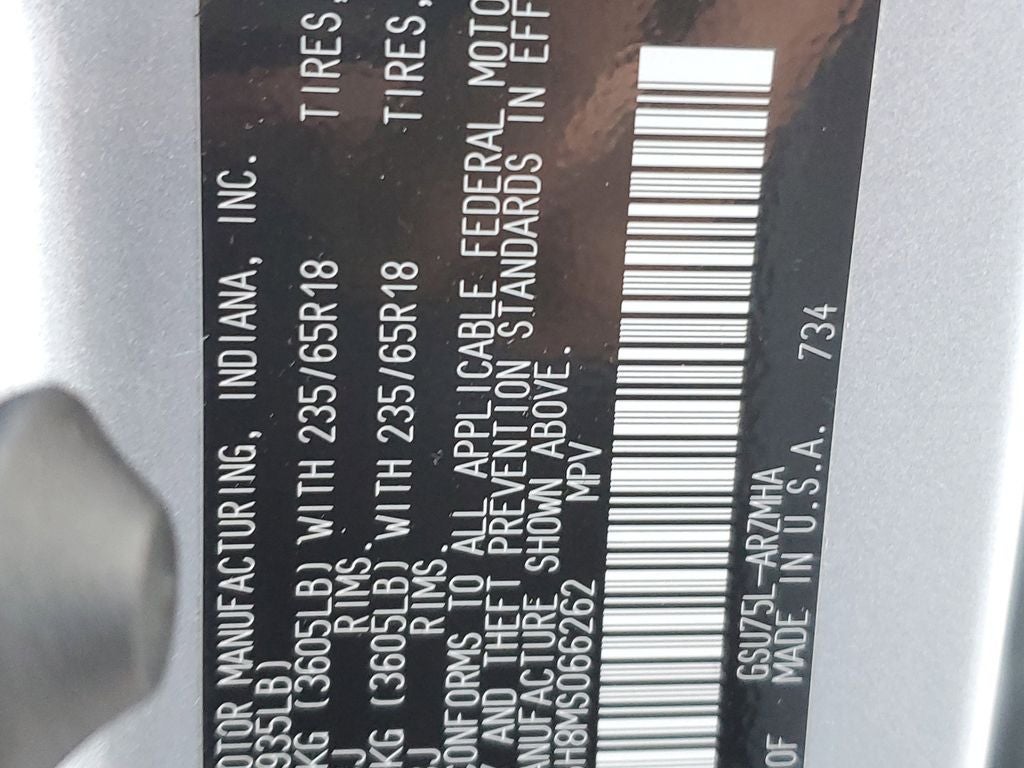 OTOR MANUFACTURING, INDIANA, INC.
935LB)
KG (3605LB) WITH 235/65R18 TIRES,
J RIMS.
KG (3605LB) WITH 235/65R18 TIRES,
J RIMS.
CONFORMS TO ALL APPLICABLE FEDERAL MOTO
Y AND THEFT PREVENTION STANDARDS IN EFF
ANUFACTURE SHOWN ABOVE.
H8MS066262 MPV
GSU75L-ARZMHA
OF MADE IN U.S.A. 734